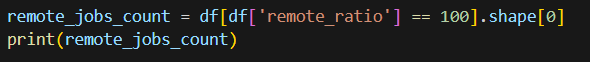 remote_jobs_count = df[df['remote_ratio'] == 100].shape[0]
print(remote_jobs_count)